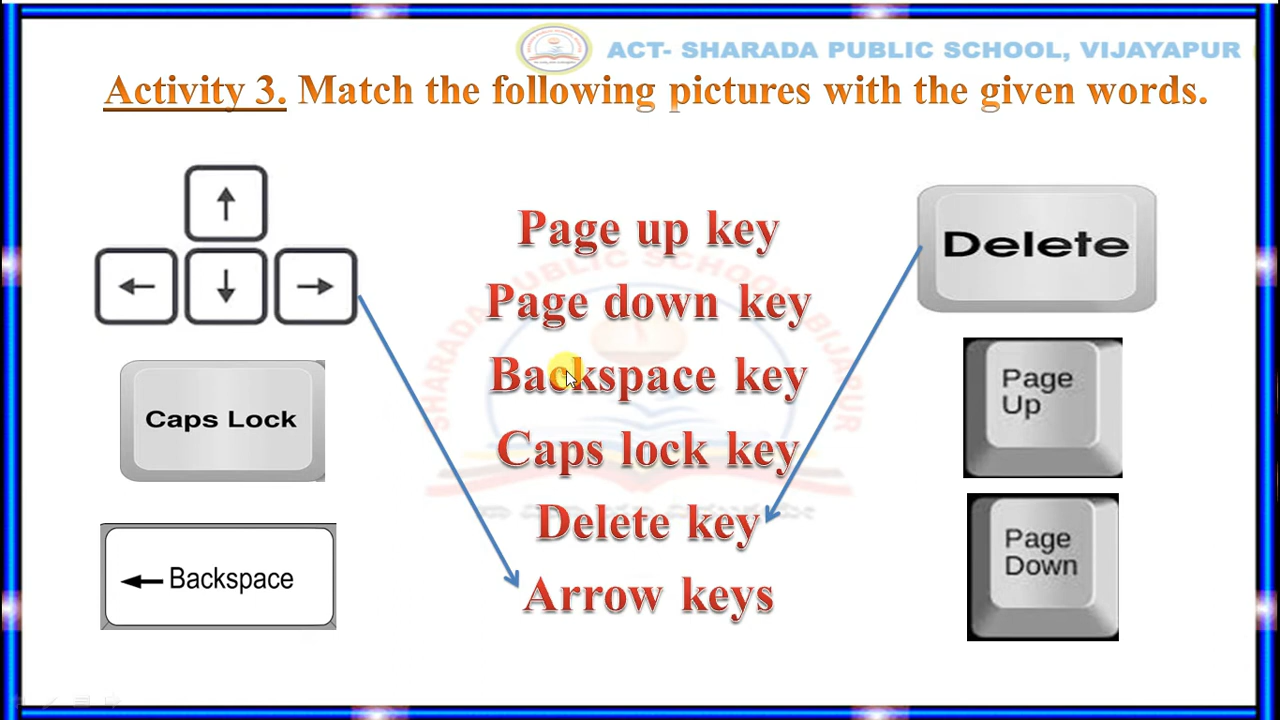 ACT- SHARADA PUBLIC SCHOOL, VIJAYAPUR
Activity 3. Match the following pictures with the given words.
Page up key
Page down key
Backspace key
Caps lock key
Delete key
Arrow keys
Caps Lock
Backspace
Delete
Page
Up
Page
Down